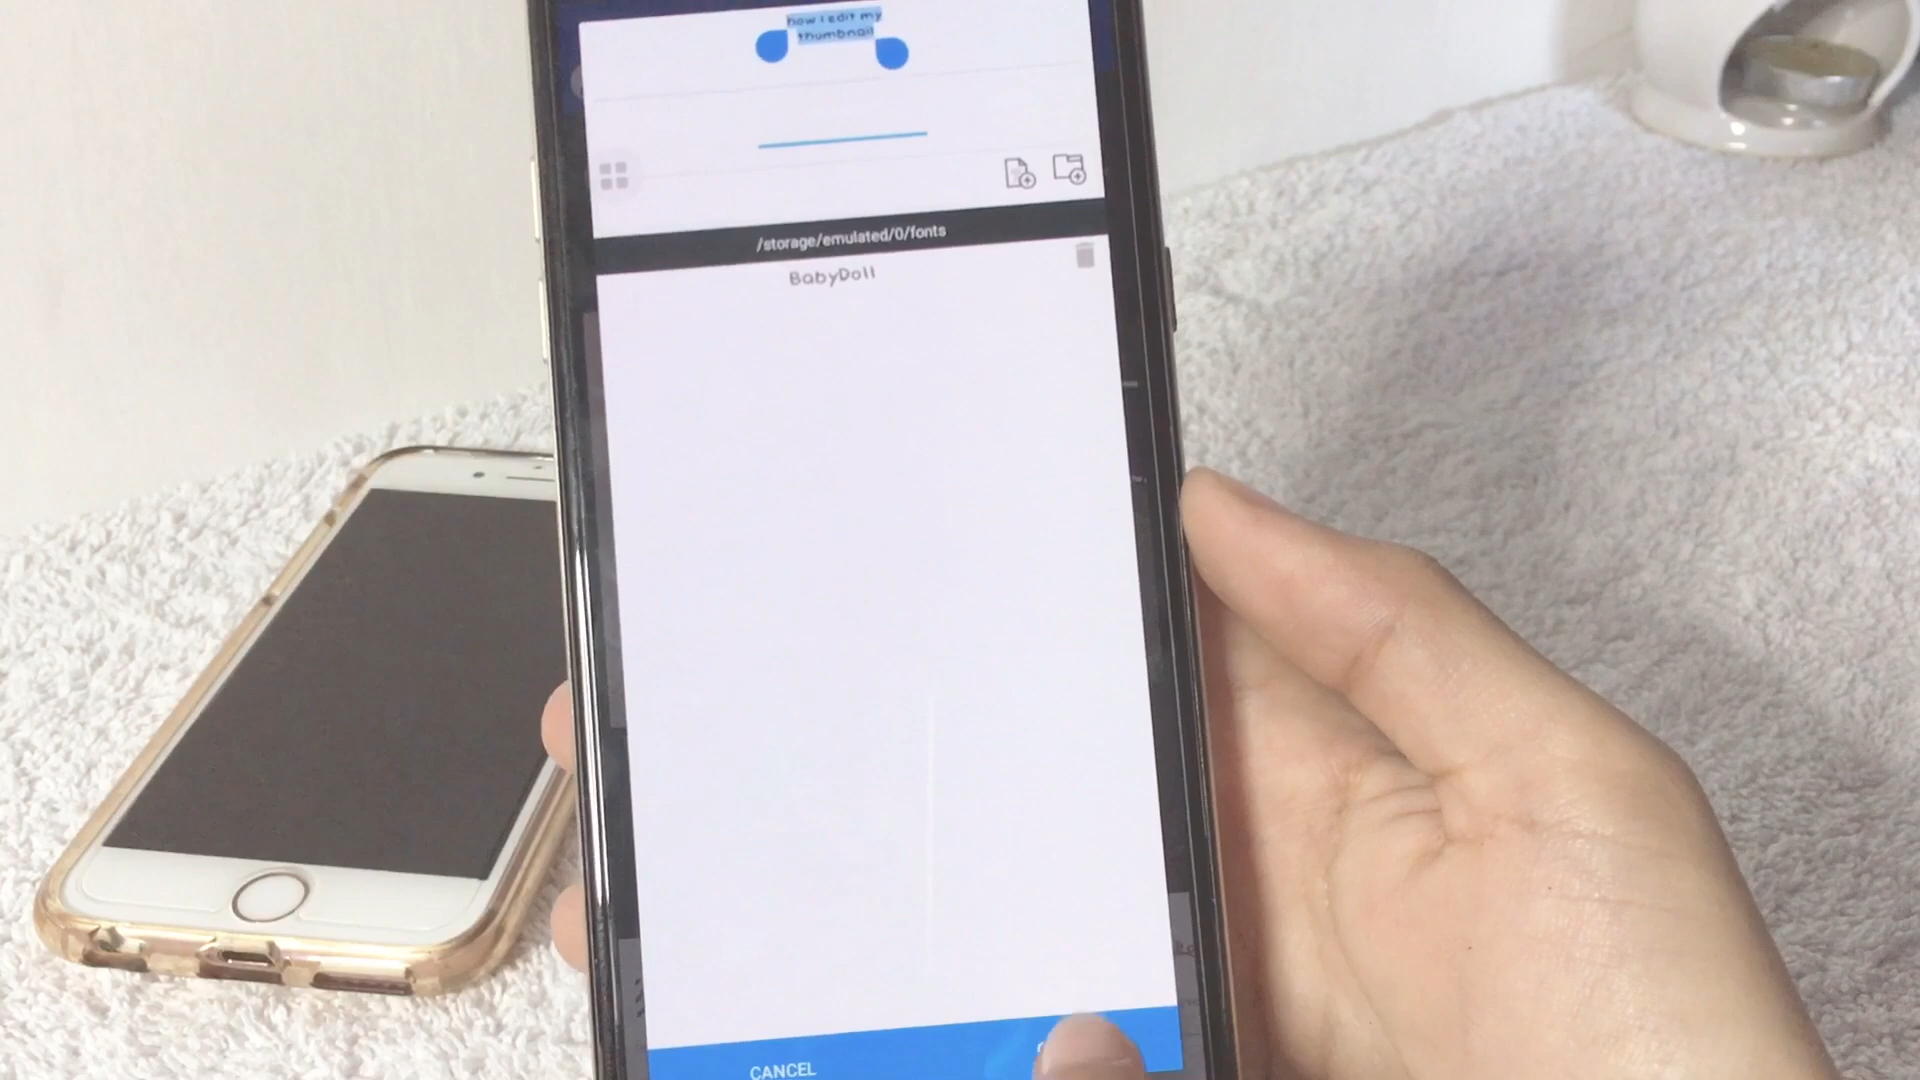 how i edit my
thumbnail
/storage/emulated/0/fonts
BabyDoll
CANCEL